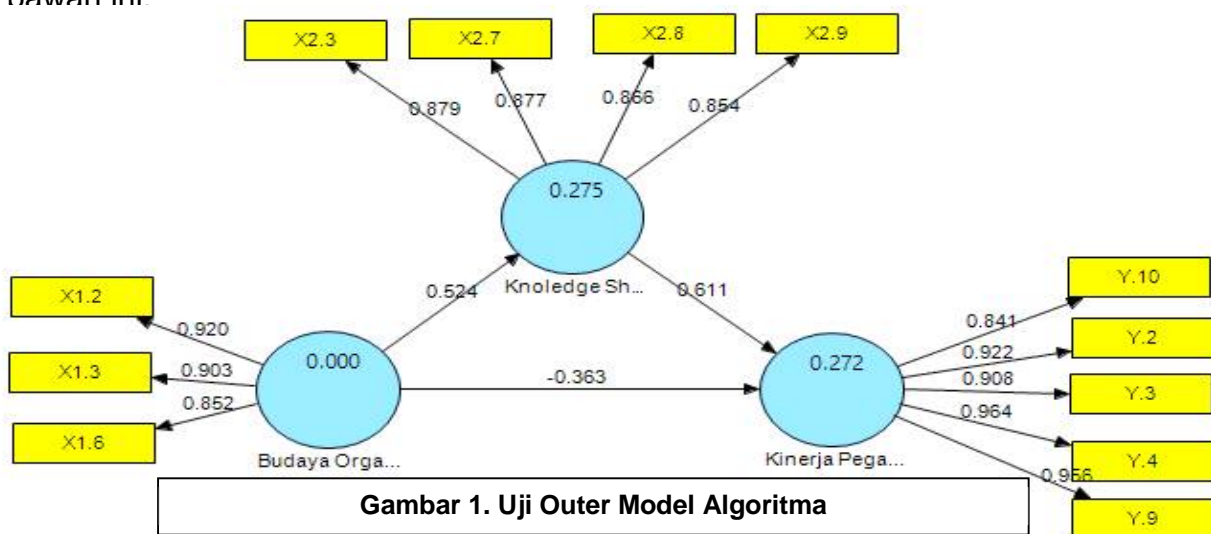 bawah ini.
X2.3 X2.7 X2.8 X2.9
0.879 0.877 0.866 0.854
0.275
Knoledge Sh...
0.524 0.611
X1.2
X1.3
X1.6
0.920
0.903
0.852
0.000
Budaya Orga...
-0.363
0.272
Kinerja Pega...
0.841
0.922
0.908
0.964
Y.10
Y.2
Y.3
Y.4
Y.9
Gambar 1. Uji Outer Model Algoritma